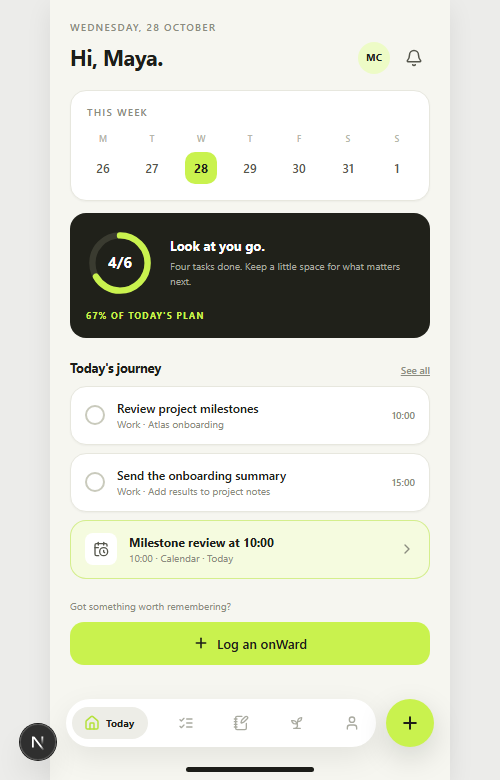 WEDNESDAY, 28 OCTOBER
Hi, Maya.
MC
THIS WEEK
M T W T F S S
26 27 28 29 30 31 1
4/6
Look at you go.
Four tasks done. Keep a little space for what matters
next.
67% OF TODAY'S PLAN
Today's journey
See all
Review project milestones
Work · Atlas onboarding
10:00
Send the onboarding summary
Work · Add results to project notes
15:00
Milestone review at 10:00
10:00 · Calendar · Today
Got something worth remembering?
+ Log an onWard
Today
+
N